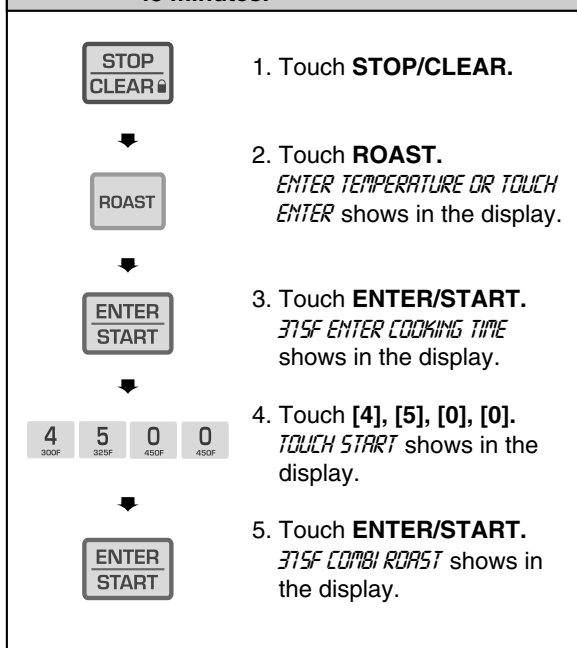 STOP
CLEAR
1. Touch STOP/CLEAR.
ROAST
2. Touch ROAST.
ENTER TEMPERATURE OR TOUCH
ENTER shows in the display.
ENTER
START
3. Touch ENTER/START.
375F ENTER COOKING TIME
shows in the display.
4 5 0 0
300F 325F 450F 450F
4. Touch [4], [5], [0], [0].
TOUCH START shows in the
display.
ENTER
START
5. Touch ENTER/START.
375F COMBI ROAST shows in
the display.